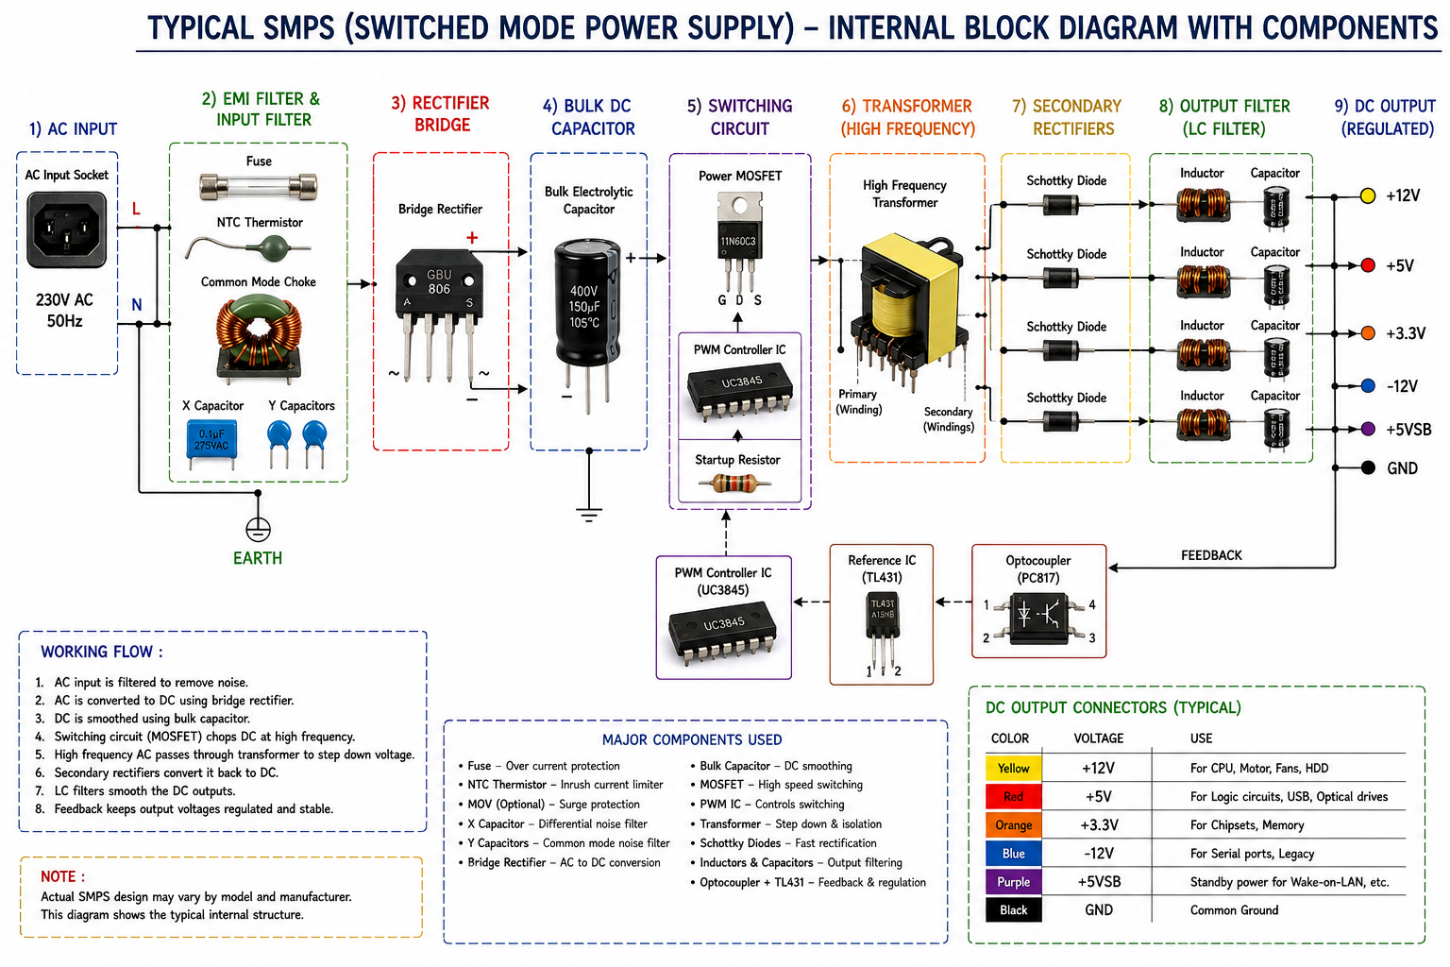 TYPICAL SMPS (SWITCHED MODE POWER SUPPLY) – INTERNAL BLOCK DIAGRAM WITH COMPONENTS
1) AC INPUT
AC Input Socket
L
N
230V AC
50Hz
2) EMI FILTER &
INPUT FILTER
Fuse
NTC Thermistor
Common Mode Choke
X Capacitor
Y Capacitors
0.1µF
275VAC
EARTH
3) RECTIFIER
BRIDGE
Bridge Rectifier
+
GBU
806
A
S
~
~
–
4) BULK DC
CAPACITOR
Bulk Electrolytic
Capacitor
+
400V
150µF
105°C
–
5) SWITCHING
CIRCUIT
Power MOSFET
11N60C3
G D S
PWM Controller IC
UC3845
Startup Resistor
6) TRANSFORMER
(HIGH FREQUENCY)
High Frequency
Transformer
Primary
(Winding)
Secondary
(Windings)
7) SECONDARY
RECTIFIERS
Schottky Diode
Schottky Diode
Schottky Diode
Schottky Diode
8) OUTPUT FILTER
(LC FILTER)
Inductor
Capacitor
Inductor
Capacitor
Inductor
Capacitor
Inductor
Capacitor
9) DC OUTPUT
(REGULATED)
+12V
+5V
+3.3V
-12V
+5VSB
GND
FEEDBACK
PWM Controller IC
(UC3845)
UC3845
Reference IC
(TL431)
TL431
1 2
Optocoupler
(PC817)
1
2
4
3
WORKING FLOW :
1. AC input is filtered to remove noise.
2. AC is converted to DC using bridge rectifier.
3. DC is smoothed using bulk capacitor.
4. Switching circuit (MOSFET) chops DC at high frequency.
5. High frequency AC passes through transformer to step down voltage.
6. Secondary rectifiers convert it back to DC.
7. LC filters smooth the DC outputs.
8. Feedback keeps output voltages regulated and stable.
NOTE :
Actual SMPS design may vary by model and manufacturer.
This diagram shows the typical internal structure.
MAJOR COMPONENTS USED
• Fuse – Over current protection
• NTC Thermistor – Inrush current limiter
• MOV (Optional) – Surge protection
• X Capacitor – Differential noise filter
• Y Capacitors – Common mode noise filter
• Bridge Rectifier – AC to DC conversion
• Bulk Capacitor – DC smoothing
• MOSFET – High speed switching
• PWM IC – Controls switching
• Transformer – Step down & isolation
• Schottky Diodes – Fast rectification
• Inductors & Capacitors – Output filtering
• Optocoupler + TL431 – Feedback & regulation
DC OUTPUT CONNECTORS (TYPICAL)
COLOR VOLTAGE USE
Yellow +12V For CPU, Motor, Fans, HDD
Red +5V For Logic circuits, USB, Optical drives
Orange +3.3V For Chipsets, Memory
Blue -12V For Serial ports, Legacy
Purple +5VSB Standby power for Wake-on-LAN, etc.
Black GND Common Ground